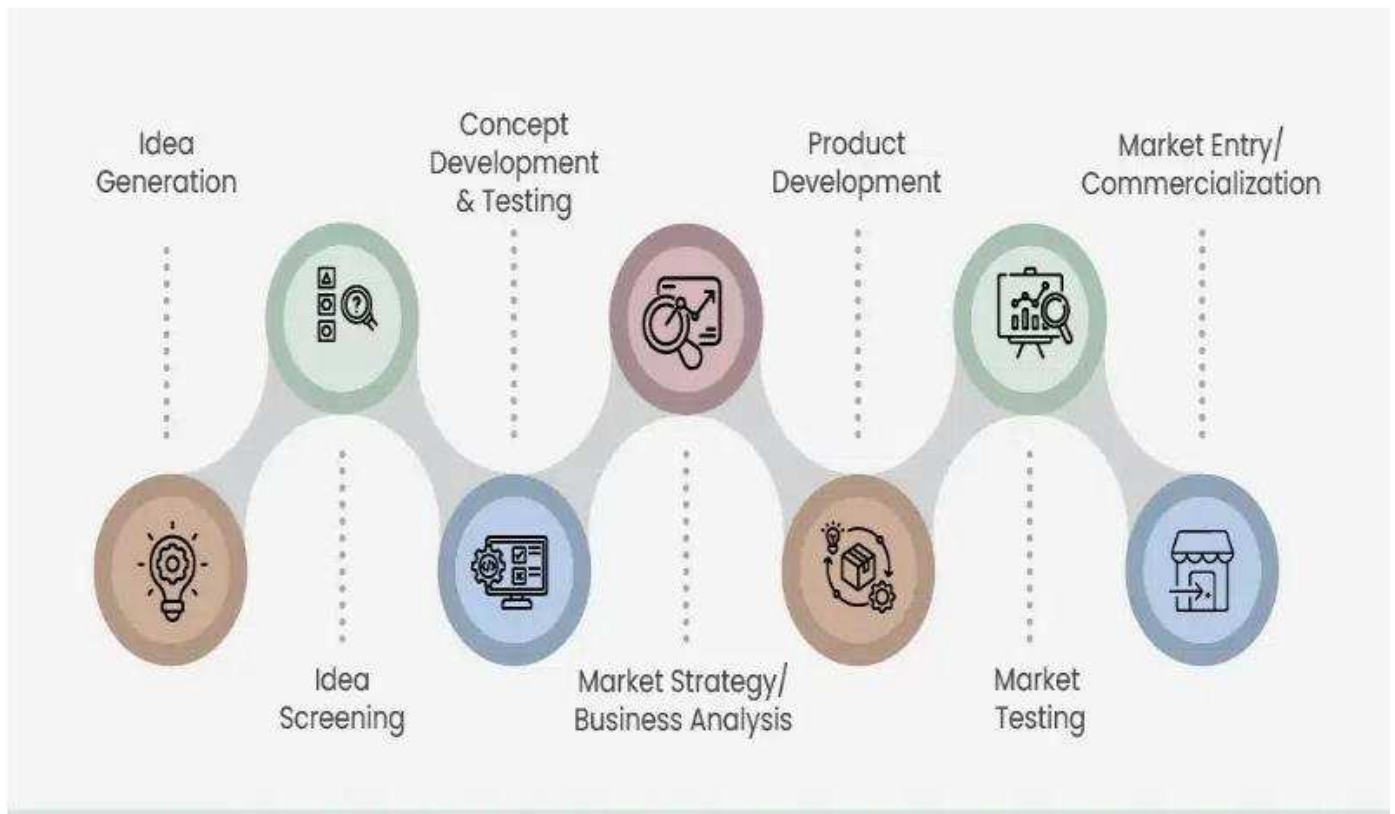 Idea
Generation
Idea
Screening
Concept
Development
& Testing
Market Strategy/
Business Analysis
Product
Development
Market
Testing
Market Entry/
Commercialization